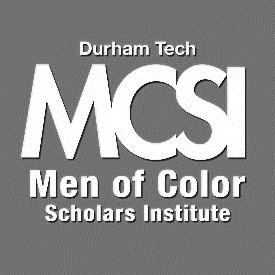 Durham Tech
MCSI
Men of Color
Scholars Institute